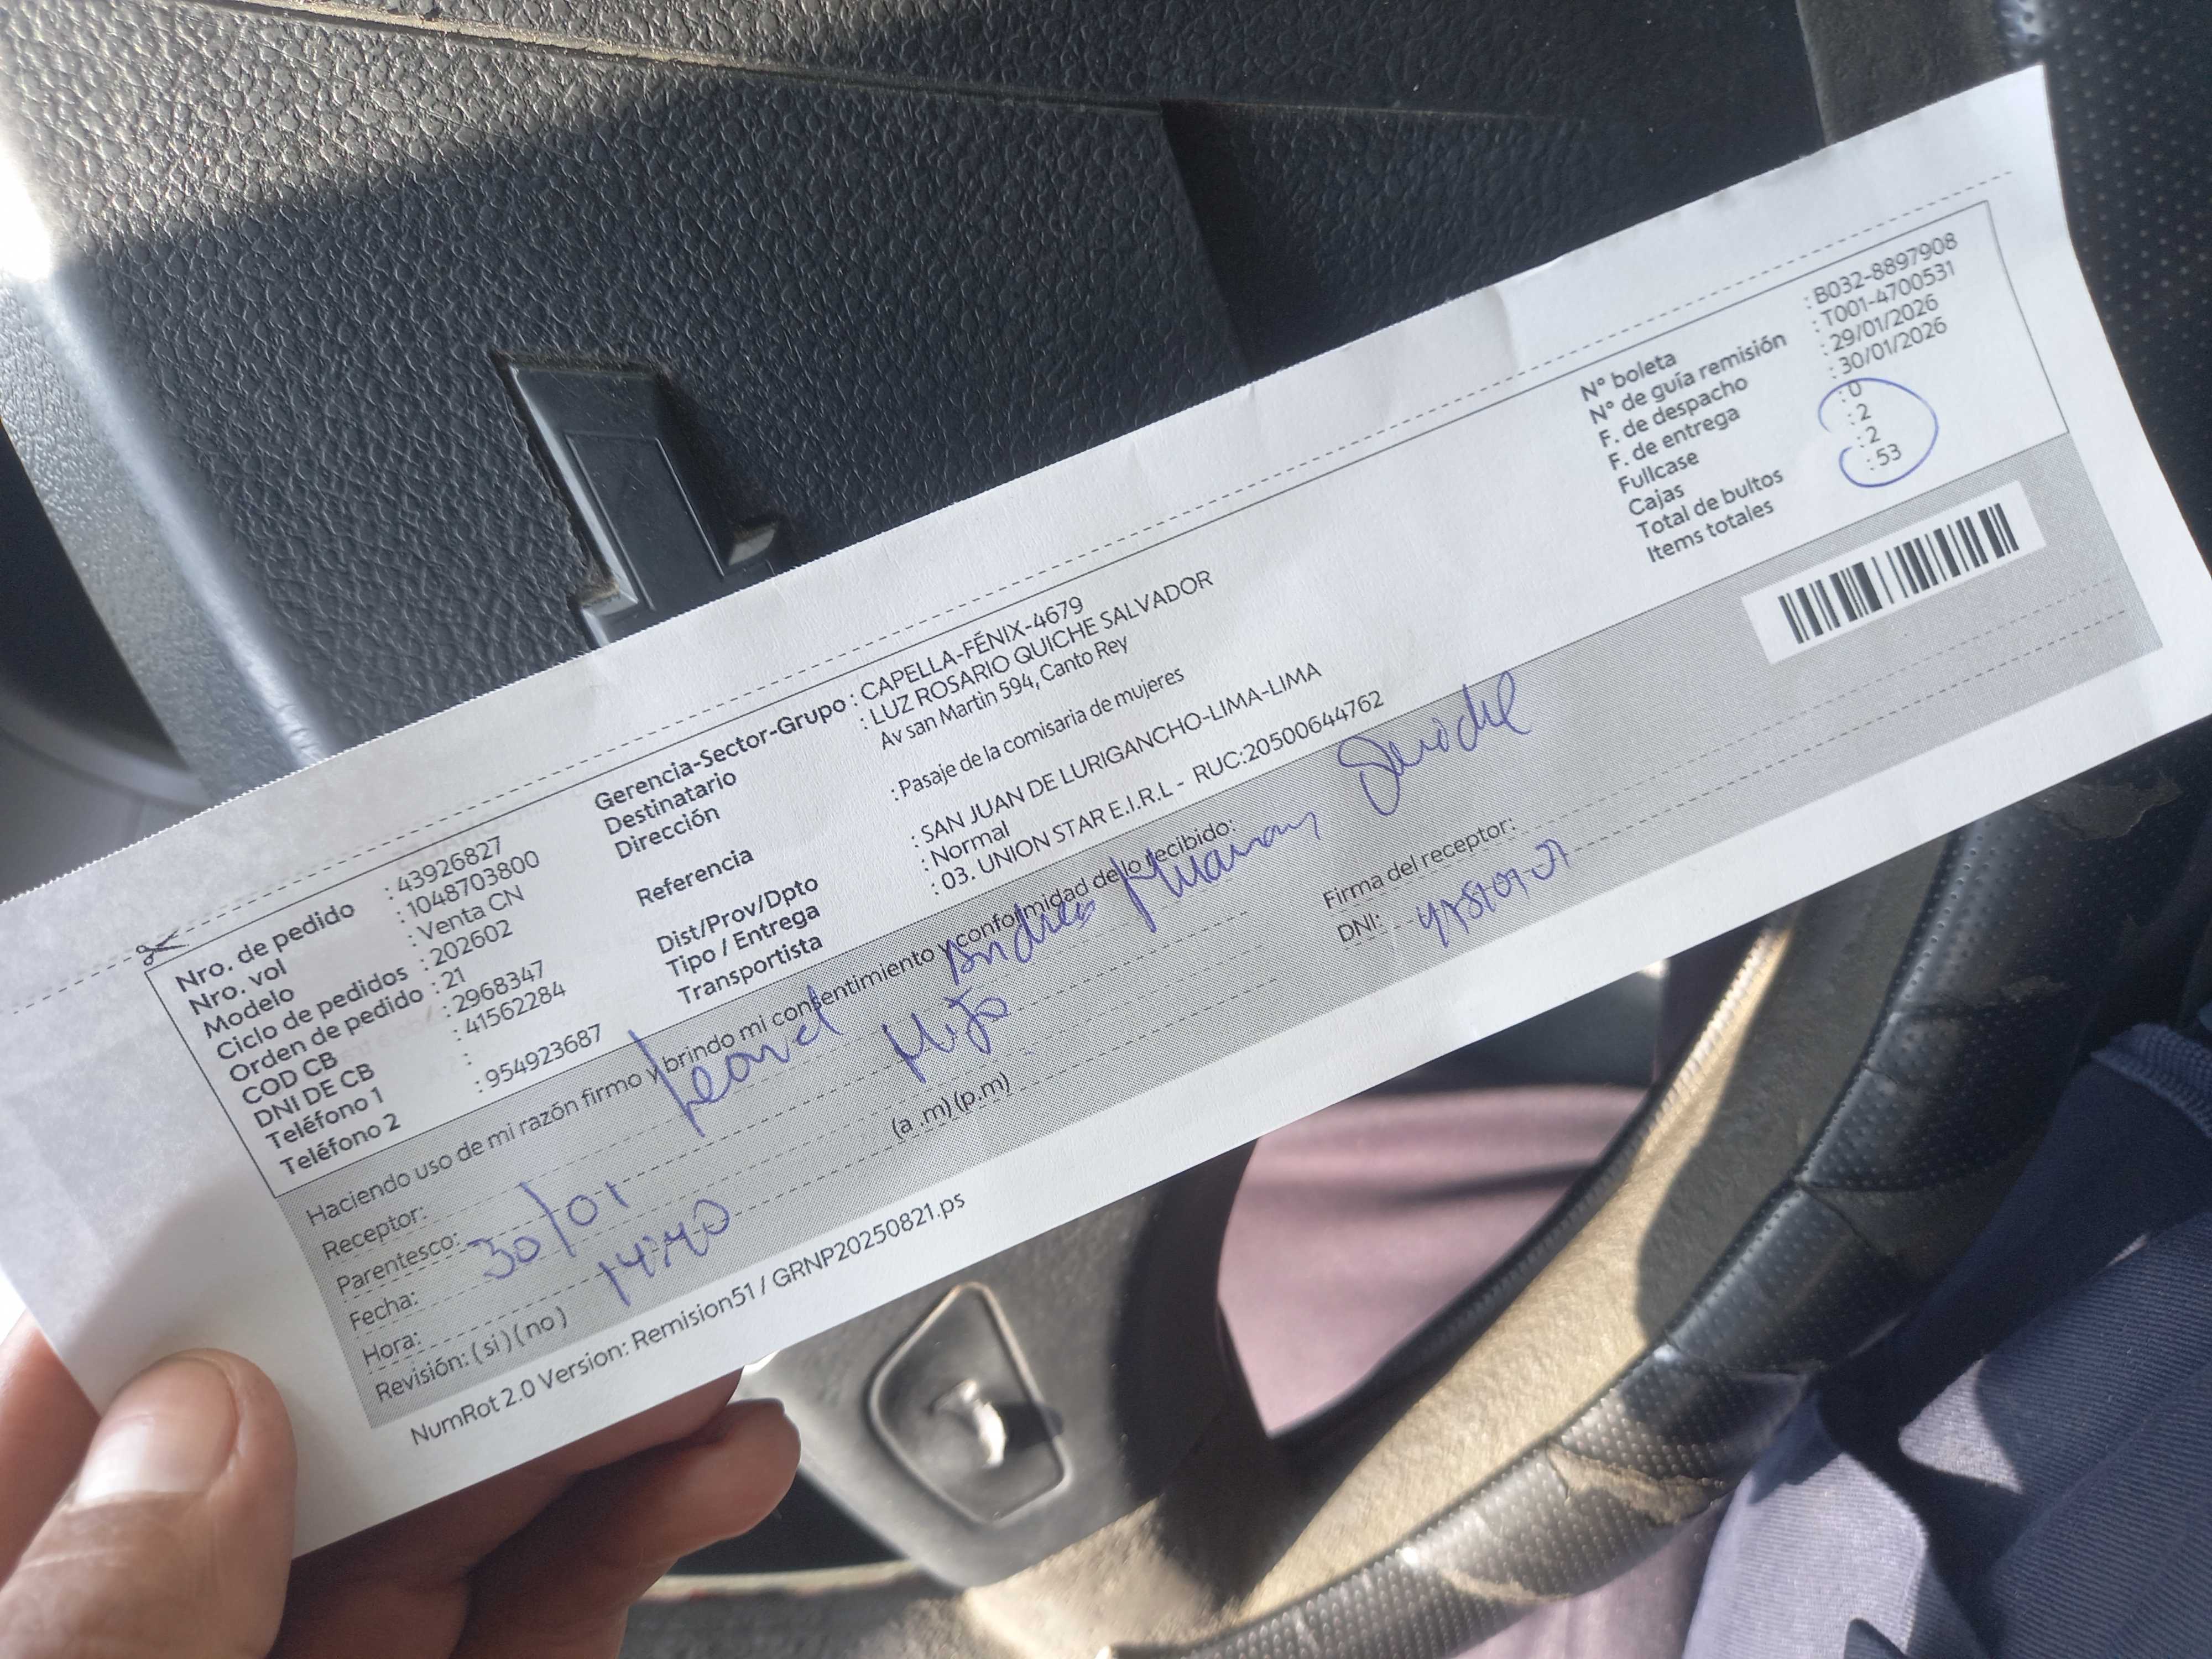 Nro. de pedido : 43926827
Nro. vol : 1048703800
Modelo : Venta CN
Ciclo de pedidos : 202602
Orden de pedido : 21
COD CB : 2968347
DNI DE CB : 41562284
Teléfono 1 :
Teléfono 2 : 954923687
Gerencia-Sector-Grupo : CAPELLA-FÉNIX-4679
Destinatario : LUZ ROSARIO QUICHE SALVADOR
Dirección Av san Martin 594, Canto Rey
Referencia : Pasaje de la comisaria de mujeres
Dist/Prov/Dpto : SAN JUAN DE LURIGANCHO-LIMA-LIMA
Tipo / Entrega : Normal
Transportista : 03. UNION STAR E.I.R.L - RUC:20500644762
N° boleta : B032-8897908
N° de guía remisión : T001-4700531
F. de despacho : 29/01/2026
F. de entrega : 30/01/2026
Fullcase : 0
Cajas : 2
Total de bultos : 2
Items totales : 53
Haciendo uso de mi razón firmo y brindo mi consentimiento y conformidad de lo recibido:
Receptor:
Parentesco: Hijo
Fecha: 30/01
Hora: 14:40 (a .m) (p.m)
Revisión: ( si ) ( no )
Firma del receptor:
DNI:
NumRot 2.0 Version: Remision51 / GRNP20250821.ps